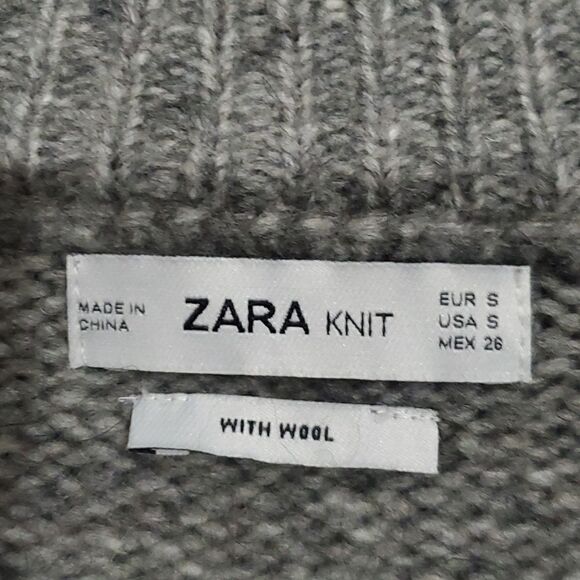 MADE IN
CHINA
ZARA KNIT
EUR S
USA S
MEX 26
WITH WOOL